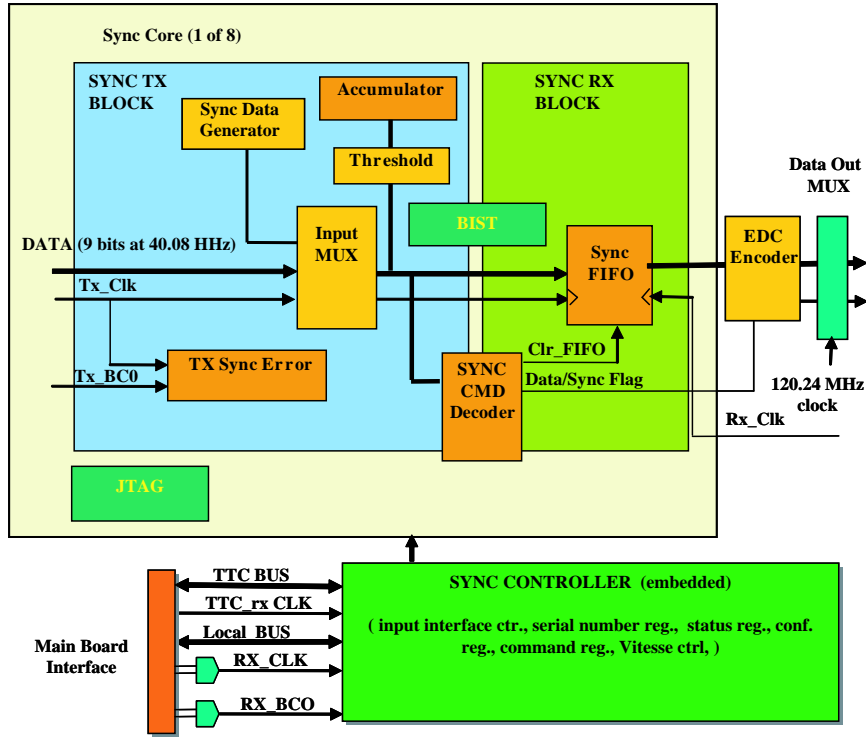 Sync Core (1 of 8)
SYNC TX
BLOCK
SYNC RX
BLOCK
Accumulator
Sync Data
Generator
Threshold
Data Out
MUX
BIST
DATA (9 bits at 40.08 HHz)
Input
MUX
Sync
FIFO
EDC
Encoder
Tx_Clk
Clr_FIFO
TX Sync Error
Tx_BC0
SYNC
CMD
Decoder
Data/Sync Flag
120.24 MHz
clock
Rx_Clk
JTAG
TTC BUS
TTC_rx CLK
Local_BUS
RX_CLK
RX_BCO
Main Board
Interface
SYNC CONTROLLER (embedded)
( input interface ctr., serial number reg., status reg., conf.
reg., command reg., Vitesse ctrl, )